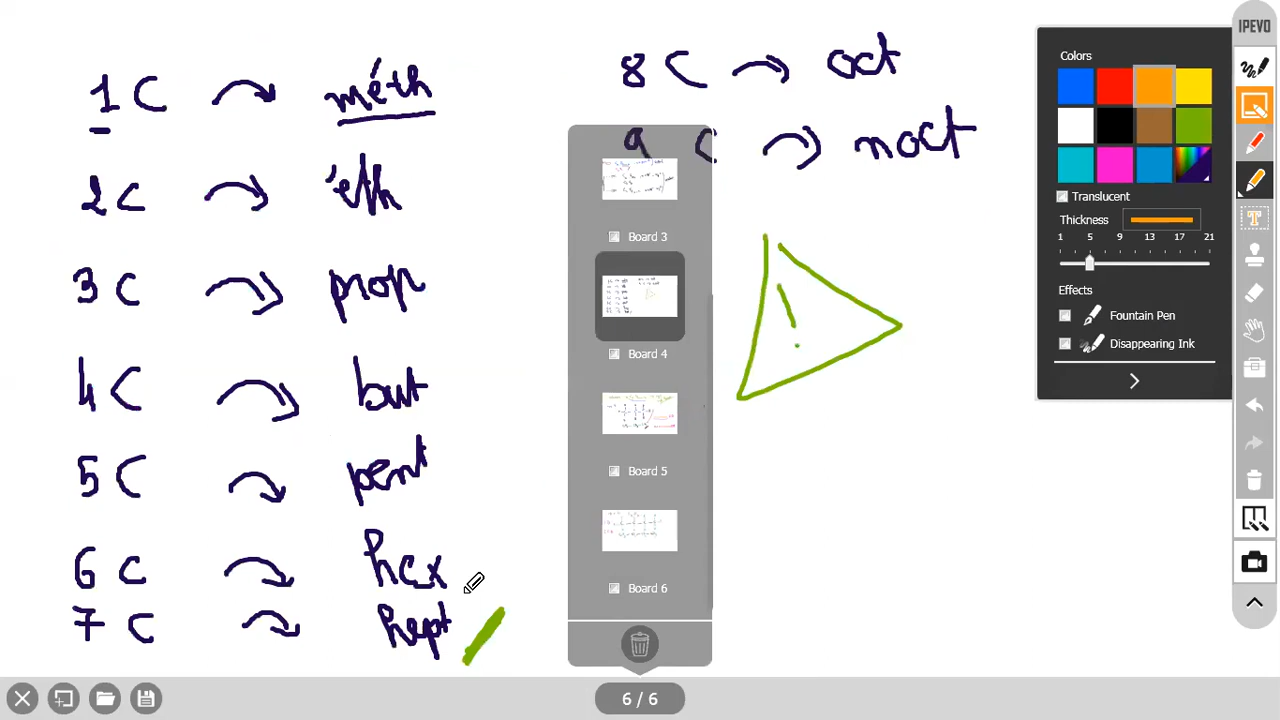 1 C méth
2 C éth
3 C prop
4 C but
5 C pent
6 C hex
7 C hept
8 C oct
9 C noct
!
Board 3
Board 4
Board 5
Board 6
6 / 6
IPEVO
Colors
Translucent
Thickness
1 5 9 13 17 21
Effects
Fountain Pen
Disappearing Ink
T